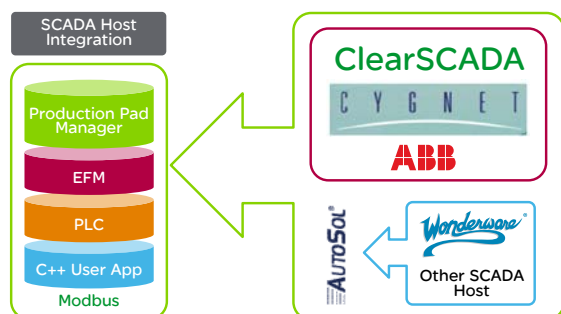 SCADA Host
Integration
Production Pad
Manager
EFM
PLC
C++ User App
Modbus
ClearSCADA
CYGNET
ABB
AUTOSOL
Wonderware®
Other SCADA
Host